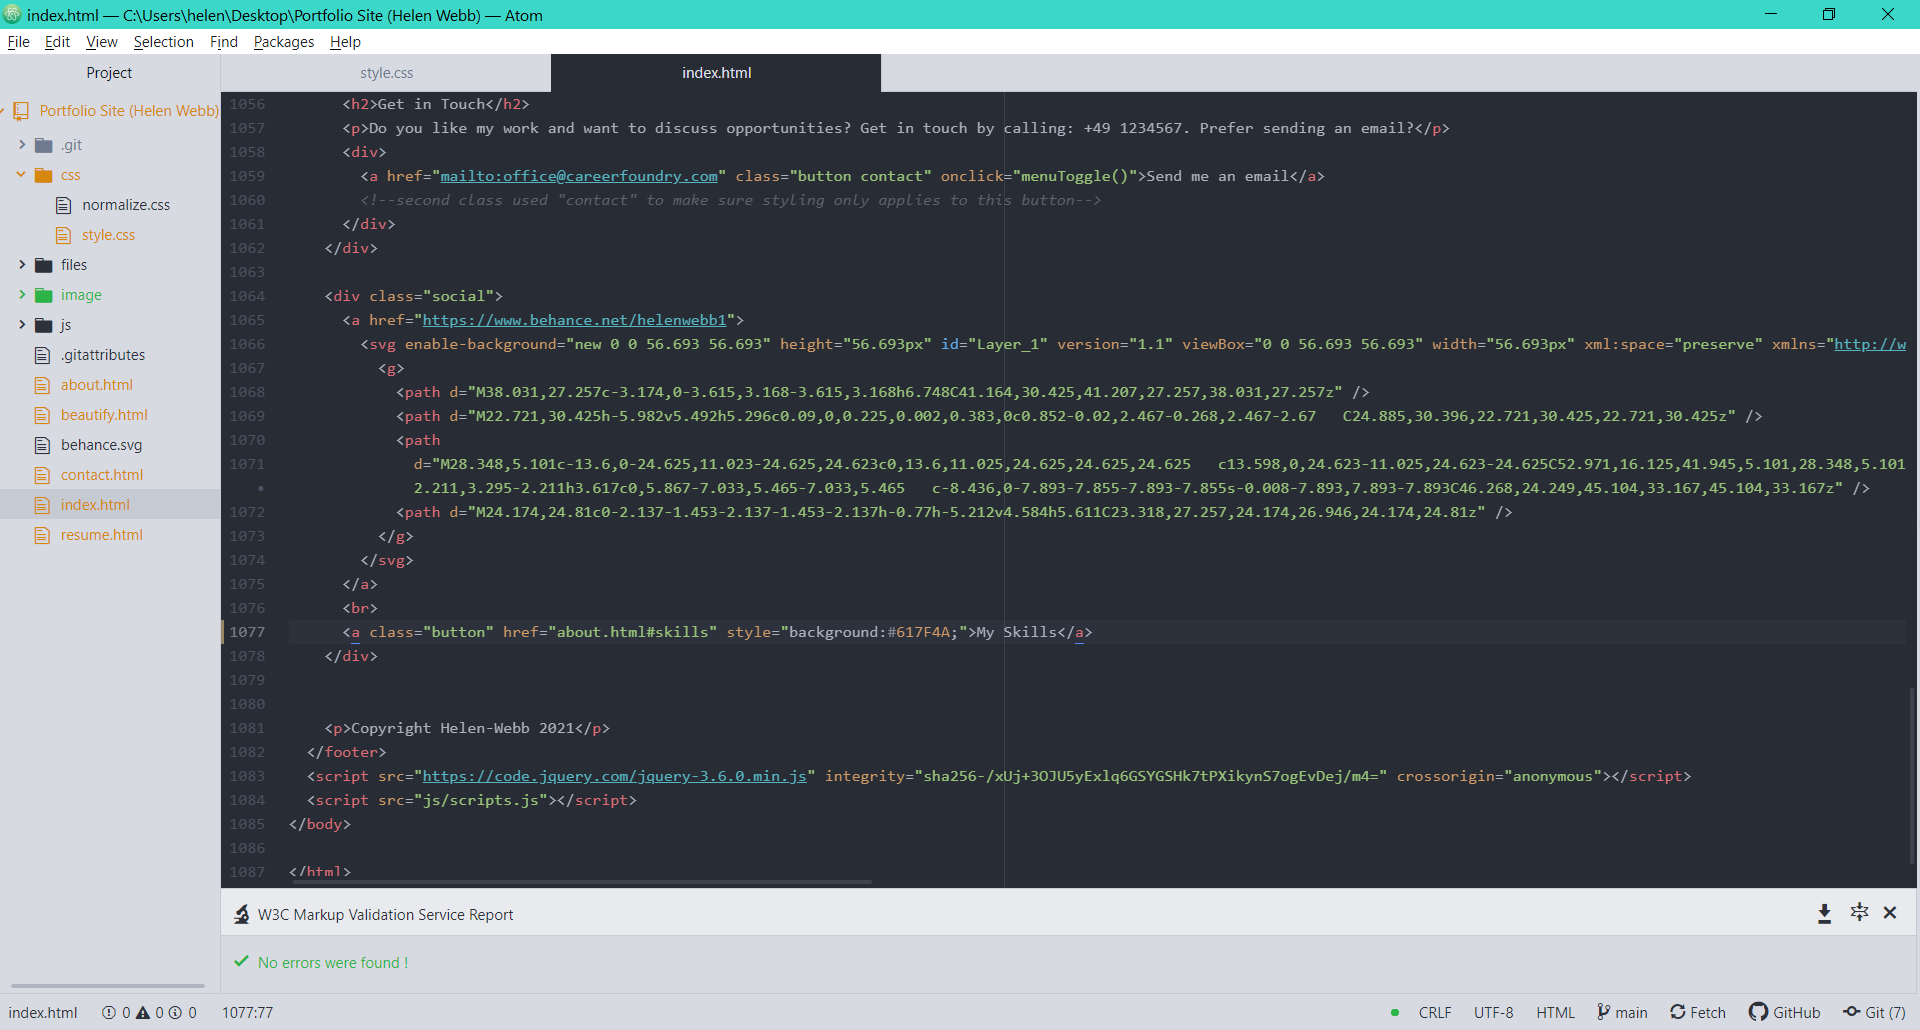 index.html — C:\Users\helen\Desktop\Portfolio Site (Helen Webb) — Atom
File Edit View Selection Find Packages Help
Project
Portfolio Site (Helen Webb)
.git
css
normalize.css
style.css
files
image
js
.gitattributes
about.html
beautify.html
behance.svg
contact.html
index.html
resume.html
style.css
index.html
1056 <h2>Get in Touch</h2>
1057 <p>Do you like my work and want to discuss opportunities? Get in touch by calling: +49 1234567. Prefer sending an email?</p>
1058 <div>
1059 <a href="mailto:office@careerfoundry.com" class="button contact" onclick="menuToggle()">Send me an email</a>
1060 <!--second class used "contact" to make sure styling only applies to this button-->
1061 </div>
1062 </div>
1063
1064 <div class="social">
1065 <a href="https://www.behance.net/helenwebb1">
1066 <svg enable-background="new 0 0 56.693 56.693" height="56.693px" id="Layer_1" version="1.1" viewBox="0 0 56.693 56.693" width="56.693px" xml:space="preserve" xmlns="http://w
1067 <g>
1068 <path d="M38.031,27.257c-3.174,0-3.615,3.168-3.615,3.168h6.748C41.164,30.425,41.207,27.257,38.031,27.257z" />
1069 <path d="M22.721,30.425h-5.982v5.492h5.296c0.09,0,0.225,0.002,0.383,0c0.852-0.02,2.467-0.268,2.467-2.67 C24.885,30.396,22.721,30.425,22.721,30.425z" />
1070 <path
1071 d="M28.348,5.101c-13.6,0-24.625,11.023-24.625,24.623c0,13.6,11.025,24.625,24.625,24.625 c13.598,0,24.623-11.025,24.623-24.625C52.971,16.125,41.945,5.101,28.348,5.101
• 2.211,3.295-2.211h3.617c0,5.867-7.033,5.465-7.033,5.465 c-8.436,0-7.893-7.855-7.893-7.855s-0.008-7.893,7.893-7.893C46.268,24.249,45.104,33.167,45.104,33.167z" />
1072 <path d="M24.174,24.81c0-2.137-1.453-2.137-1.453-2.137h-0.77h-5.212v4.584h5.611C23.318,27.257,24.174,26.946,24.174,24.81z" />
1073 </g>
1074 </svg>
1075 </a>
1076 <br>
1077 <a class="button" href="about.html#skills" style="background:#617F4A;">My Skills</a>
1078 </div>
1079
1080
1081 <p>Copyright Helen-Webb 2021</p>
1082 </footer>
1083 <script src="https://code.jquery.com/jquery-3.6.0.min.js" integrity="sha256-/xUj+3OJU5yExlq6GSYGSHk7tPXikynS7ogEvDej/m4=" crossorigin="anonymous"></script>
1084 <script src="js/scripts.js"></script>
1085 </body>
1086
1087 </html>
W3C Markup Validation Service Report
No errors were found !
index.html 0 0 0 1077:77 CRLF UTF-8 HTML main Fetch GitHub Git (7)